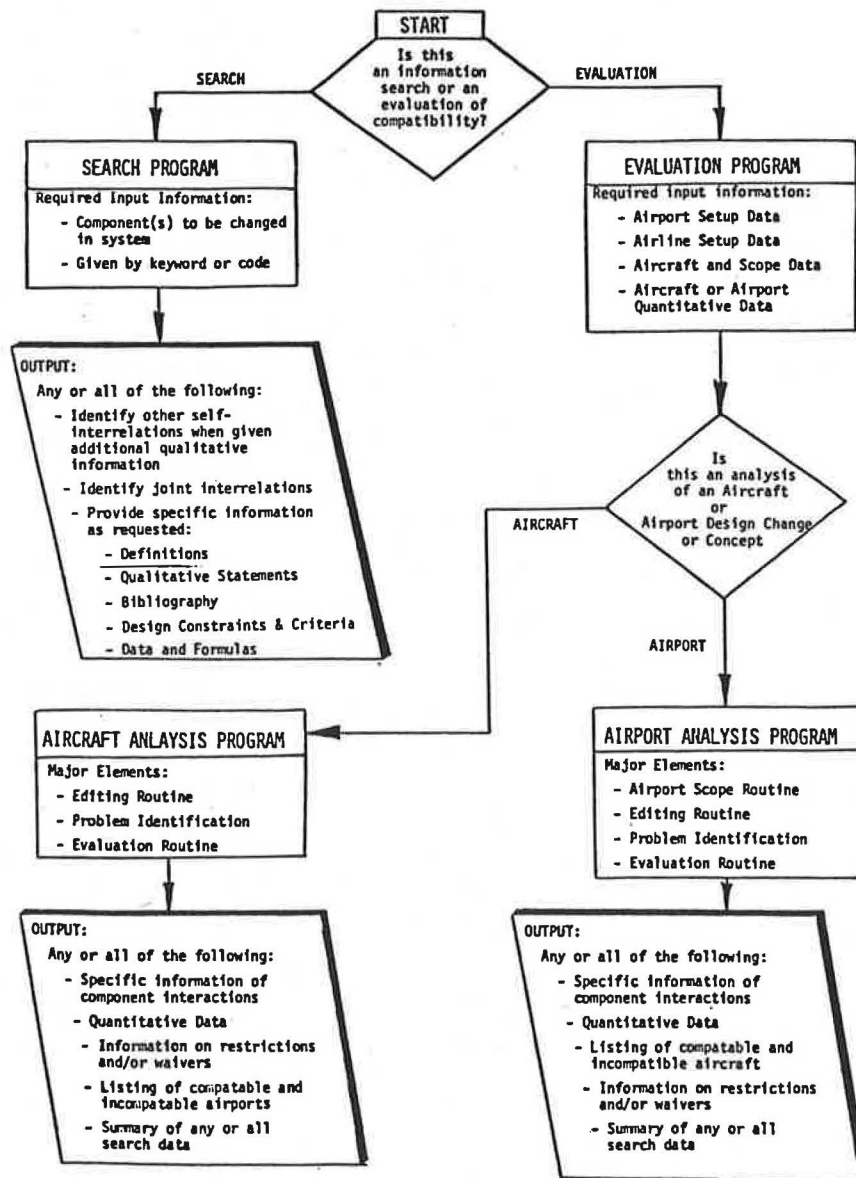 START
Is this
an information
search or an
evaluation of
compatibility?
SEARCH
EVALUATION
SEARCH PROGRAM
Required Input Information:
- Component(s) to be changed
in system
- Given by keyword or code
EVALUATION PROGRAM
Required input information:
- Airport Setup Data
- Airline Setup Data
- Aircraft and Scope Data
- Aircraft or Airport
Quantitative Data
OUTPUT:
Any or all of the following:
- Identify other self-
interrelations when given
additional qualitative
information
- Identify joint interrelations
- Provide specific information
as requested:
- Definitions
- Qualitative Statements
- Bibliography
- Design Constraints & Criteria
- Data and Formulas
Is
this an analysis
of an Aircraft
or
Airport Design Change
or Concept
AIRCRAFT
AIRPORT
AIRCRAFT ANLAYSIS PROGRAM
Major Elements:
- Editing Routine
- Problem Identification
- Evaluation Routine
AIRPORT ANALYSIS PROGRAM
Major Elements:
- Airport Scope Routine
- Editing Routine
- Problem Identification
- Evaluation Routine
OUTPUT:
Any or all of the following:
- Specific information of
component interactions
- Quantitative Data
- Information on restrictions
and/or waivers
- Listing of compatable and
incompatable airports
- Summary of any or all
search data
OUTPUT:
Any or all of the following:
- Specific information of
component interactions
- Quantitative Data
- Listing of compatable and
incompatible aircraft
- Information on restrictions
and/or waivers
- Summary of any or all
search data